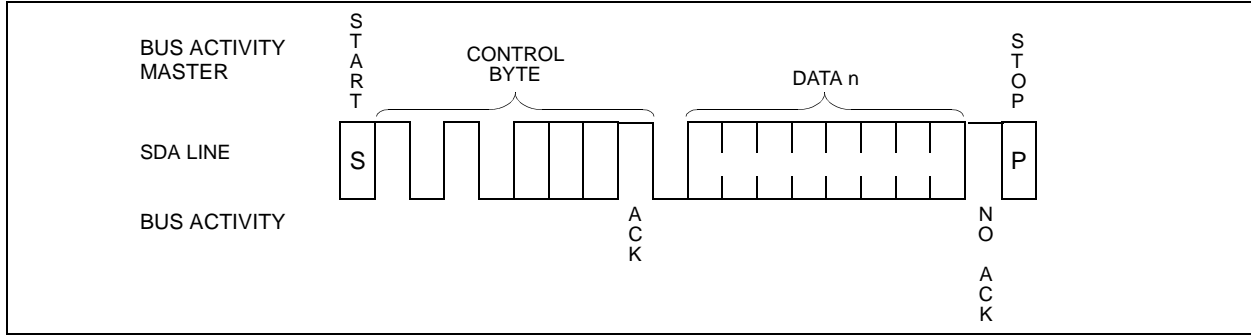 BUS ACTIVITY
MASTER
START
CONTROL
BYTE
DATA n
STOP
SDA LINE
S
P
BUS ACTIVITY
ACK
NO ACK